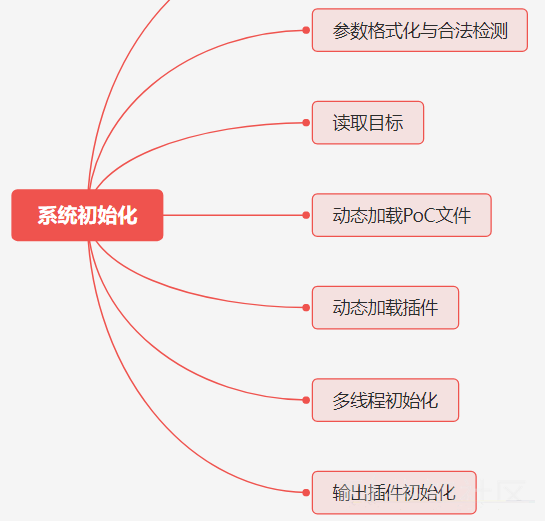 参数格式化与合法检测
读取目标
系统初始化
动态加载PoC文件
动态加载插件
多线程初始化
输出插件初始化